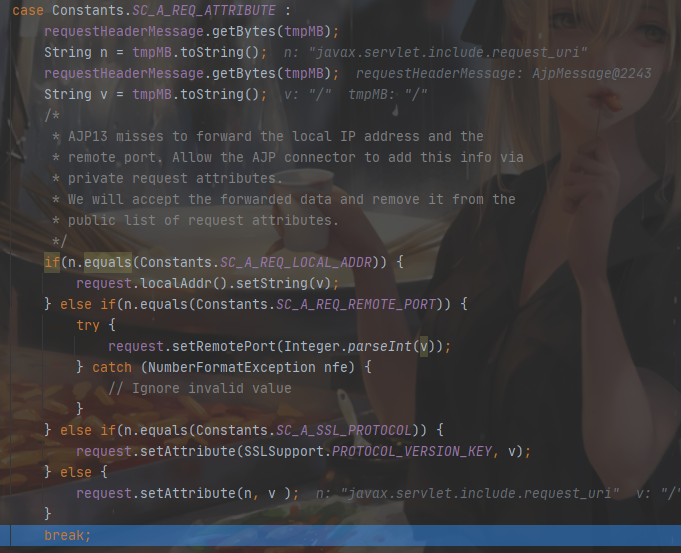 case Constants.SC_A_REQ_ATTRIBUTE :
requestHeaderMessage.getBytes(tmpMB);
String n = tmpMB.toString(); n: "javax.servlet.include.request_uri"
requestHeaderMessage.getBytes(tmpMB); requestHeaderMessage: AjpMessage@2243
String v = tmpMB.toString(); v: "/" tmpMB: "/"
/*
* AJP13 misses to forward the local IP address and the
* remote port. Allow the AJP connector to add this info via
* private request attributes.
* We will accept the forwarded data and remove it from the
* public list of request attributes.
*/
if(n.equals(Constants.SC_A_REQ_LOCAL_ADDR)) {
request.localAddr().setString(v);
} else if(n.equals(Constants.SC_A_REQ_REMOTE_PORT)) {
try {
request.setRemotePort(Integer.parseInt(v));
} catch (NumberFormatException nfe) {
// Ignore invalid value
}
} else if(n.equals(Constants.SC_A_SSL_PROTOCOL)) {
request.setAttribute(SSLSupport.PROTOCOL_VERSION_KEY, v);
} else {
request.setAttribute(n, v ); n: "javax.servlet.include.request_uri" v: "/"
}
break;